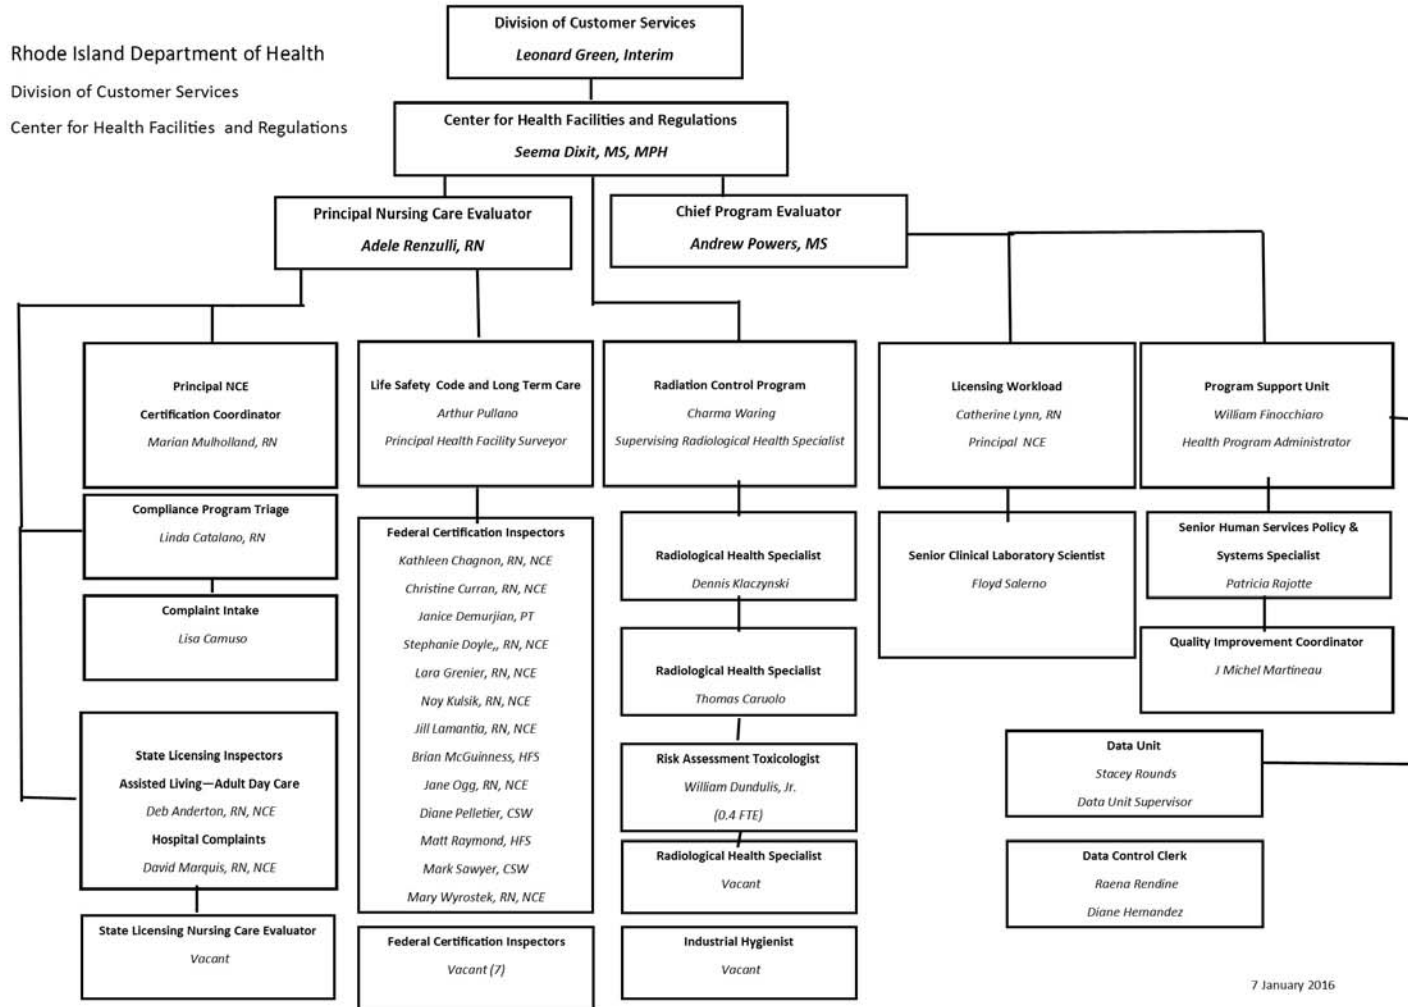 Rhode Island Department of Health
Division of Customer Services
Center for Health Facilities and Regulations
Division of Customer Services
Leonard Green, Interim
Center for Health Facilities and Regulations
Seema Dixit, MS, MPH
Principal Nursing Care Evaluator
Adele Renzulli, RN
Chief Program Evaluator
Andrew Powers, MS
Principal NCE
Certification Coordinator
Marian Mulholland, RN
Compliance Program Triage
Linda Catalano, RN
Complaint Intake
Lisa Camuso
State Licensing Inspectors
Assisted Living—Adult Day Care
Deb Anderton, RN, NCE
Hospital Complaints
David Marquis, RN, NCE
State Licensing Nursing Care Evaluator
Vacant
Life Safety Code and Long Term Care
Arthur Pullano
Principal Health Facility Surveyor
Federal Certification Inspectors
Kathleen Chagnon, RN, NCE
Christine Curran, RN, NCE
Janice Demurjian, PT
Stephanie Doyle,, RN, NCE
Lara Grenier, RN, NCE
Noy Kulsik, RN, NCE
Jill Lamantia, RN, NCE
Brian McGuinness, HFS
Jane Ogg, RN, NCE
Diane Pelletier, CSW
Matt Raymond, HFS
Mark Sawyer, CSW
Mary Wyrostek, RN, NCE
Federal Certification Inspectors
Vacant (7)
Radiation Control Program
Charma Waring
Supervising Radiological Health Specialist
Radiological Health Specialist
Dennis Klaczynski
Radiological Health Specialist
Thomas Caruolo
Risk Assessment Toxicologist
William Dundulis, Jr.
(0.4 FTE)
Radiological Health Specialist
Vacant
Industrial Hygienist
Vacant
Licensing Workload
Catherine Lynn, RN
Principal NCE
Senior Clinical Laboratory Scientist
Floyd Salerno
Program Support Unit
William Finocchiaro
Health Program Administrator
Senior Human Services Policy &
Systems Specialist
Patricia Rajotte
Quality Improvement Coordinator
J Michel Martineau
Data Unit
Stacey Rounds
Data Unit Supervisor
Data Control Clerk
Raena Rendine
Diane Hernandez
7 January 2016